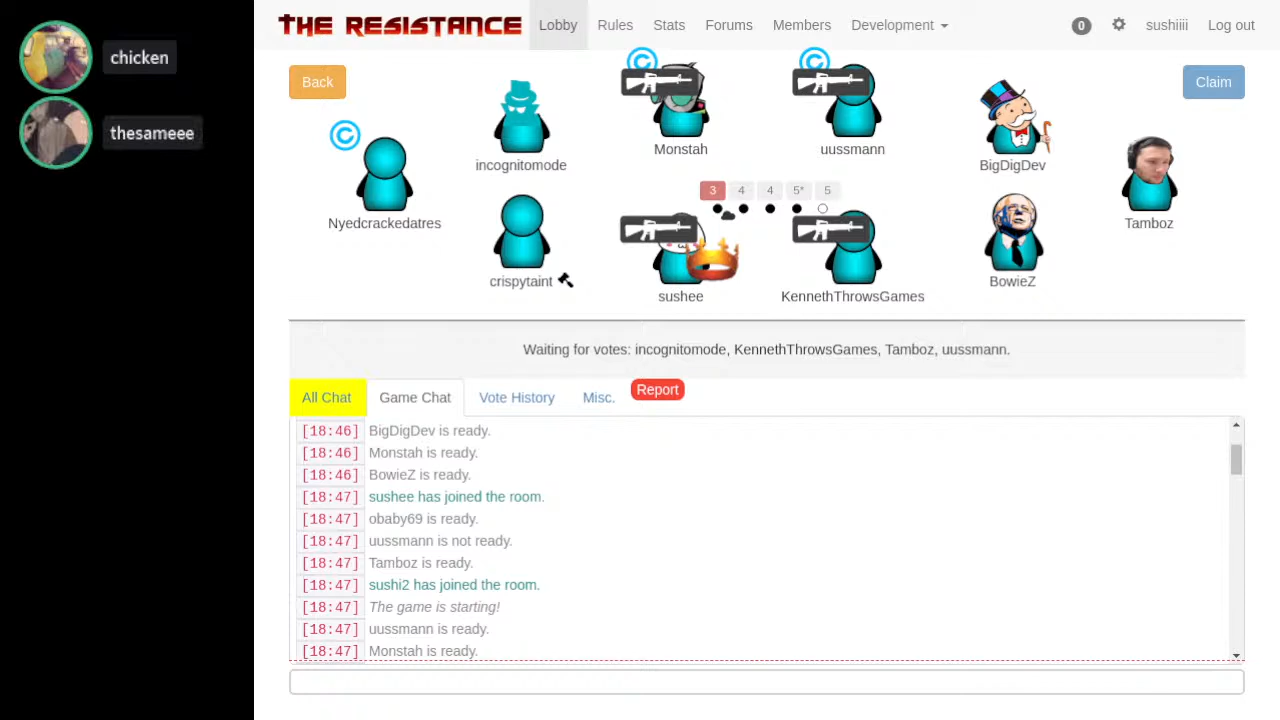 chicken
thesameee
THE RESISTANCE
Lobby
Rules
Stats
Forums
Members
Development
0
sushiiii
Log out
Back
Claim
©
©
©
incognitomode
Monstah
uussmann
BigDigDev
Nyedcrackedatres
Tamboz
3 4 4 5* 5
crispytaint
sushee
KennethThrowsGames
BowieZ
Waiting for votes: incognitomode, KennethThrowsGames, Tamboz, uussmann.
All Chat
Game Chat
Vote History
Misc.
Report
[18:46] BigDigDev is ready.
[18:46] Monstah is ready.
[18:46] BowieZ is ready.
[18:47] sushee has joined the room.
[18:47] obaby69 is ready.
[18:47] uussmann is not ready.
[18:47] Tamboz is ready.
[18:47] sushi2 has joined the room.
[18:47] The game is starting!
[18:47] uussmann is ready.
[18:47] Monstah is ready.